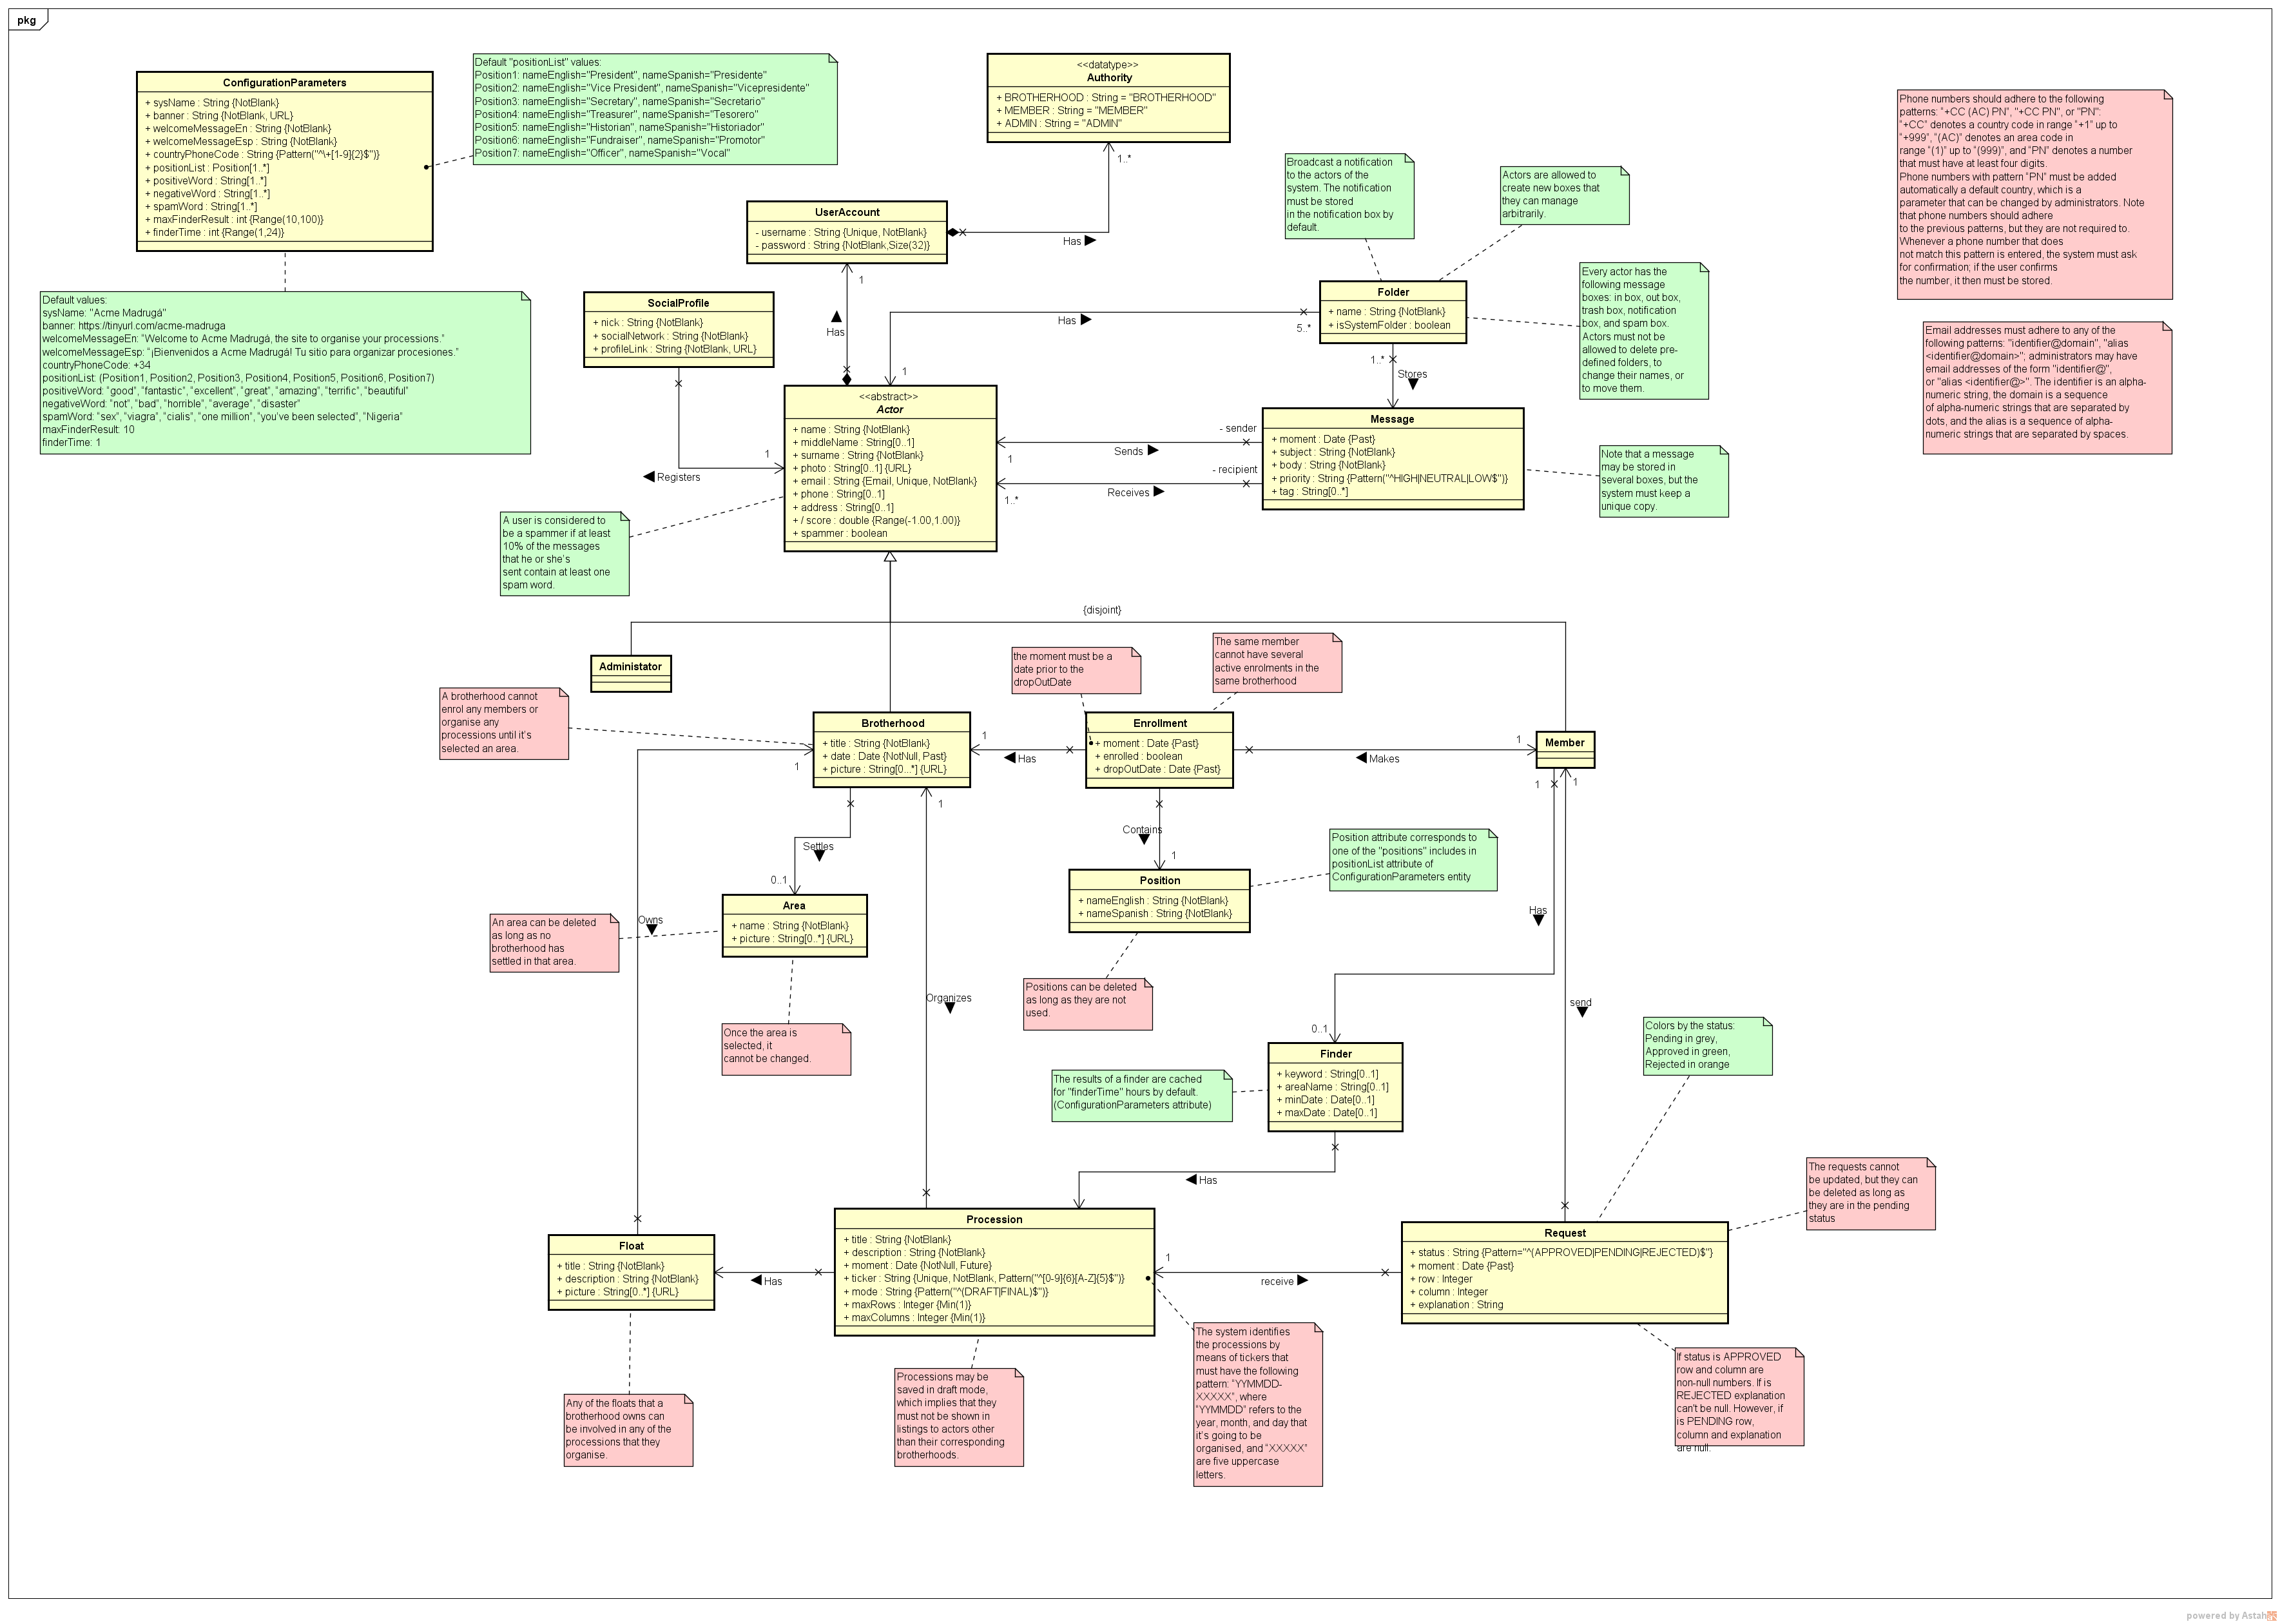 pkg
ConfigurationParameters
+ sysName : String {NotBlank}
+ banner : String {NotBlank, URL}
+ welcomeMessageEn : String {NotBlank}
+ welcomeMessageEsp : String {NotBlank}
+ countryPhoneCode : String {Pattern("^\+[1-9]{2}$")}
+ positionList : Position[1..*]
+ positiveWord : String[1..*]
+ negativeWord : String[1..*]
+ spamWord : String[1..*]
+ maxFinderResult : int {Range(10,100)}
+ finderTime : int {Range(1,24)}
Default "positionList" values:
Position1: nameEnglish="President", nameSpanish="Presidente"
Position2: nameEnglish="Vice President", nameSpanish="Vicepresidente"
Position3: nameEnglish="Secretary", nameSpanish="Secretario"
Position4: nameEnglish="Treasurer", nameSpanish="Tesorero"
Position5: nameEnglish="Historian", nameSpanish="Historiador"
Position6: nameEnglish="Fundraiser", nameSpanish="Promotor"
Position7: nameEnglish="Officer", nameSpanish="Vocal"
<<datatype>>
Authority
+ BROTHERHOOD : String = "BROTHERHOOD"
+ MEMBER : String = "MEMBER"
+ ADMIN : String = "ADMIN"
1..*
Has
UserAccount
- username : String {Unique, NotBlank}
- password : String {NotBlank,Size(32)}
1
Has
Default values:
sysName: "Acme Madrugá"
banner: https://tinyurl.com/acme-madruga
welcomeMessageEn: "Welcome to Acme Madrugá, the site to organise your processions."
welcomeMessageEsp: "¡Bienvenidos a Acme Madrugá! Tu sitio para organizar procesiones."
countryPhoneCode: +34
positionList: (Position1, Position2, Position3, Position4, Position5, Position6, Position7)
positiveWord: "good", "fantastic", "excellent", "great", "amazing", "terrific", "beautiful"
negativeWord: "not", "bad", "horrible", "average", "disaster"
spamWord: "sex", "viagra", "cialis", "one million", "you've been selected", "Nigeria"
maxFinderResult: 10
finderTime: 1
Broadcast a notification
to the actors of the
system. The notification
must be stored
in the notification box by
default.
Actors are allowed to
create new boxes that
they can manage
arbitrarily.
Phone numbers should adhere to the following
patterns: "+CC (AC) PN", "+CC PN", or "PN":
"+CC" denotes a country code in range "+1" up to
"+999", "(AC)" denotes an area code in
range "(1)" up to "(999)", and "PN" denotes a number
that must have at least four digits.
Phone numbers with pattern "PN" must be added
automatically a default country, which is a
parameter that can be changed by administrators. Note
that phone numbers should adhere
to the previous patterns, but they are not required to.
Whenever a phone number that does
not match this pattern is entered, the system must ask
for confirmation; if the user confirms
the number, it then must be stored.
Every actor has the
following message
boxes: in box, out box,
trash box, notification
box, and spam box.
Actors must not be
allowed to delete pre-
defined folders, to
change their names, or
to move them.
Email addresses must adhere to any of the
following patterns: "identifier@domain", "alias
<identifier@domain>"; administrators may have
email addresses of the form "identifier@",
or "alias <identifier@>". The identifier is an alpha-
numeric string, the domain is a sequence
of alpha-numeric strings that are separated by
dots, and the alias is a sequence of alpha-
numeric strings that are separated by spaces.
SocialProfile
+ nick : String {NotBlank}
+ socialNetwork : String {NotBlank}
+ profileLink : String {NotBlank, URL}
1
Registers
Folder
+ name : String {NotBlank}
+ isSystemFolder : boolean
Has
5..*
1
1..*
Stores
<<abstract>>
Actor
+ name : String {NotBlank}
+ middleName : String[0..1]
+ surname : String {NotBlank}
+ photo : String[0..1] {URL}
+ email : String {Email, Unique, NotBlank}
+ phone : String[0..1]
+ address : String[0..1]
+ / score : double {Range(-1.00,1.00)}
+ spammer : boolean
- sender
Sends
1
- recipient
Receives
1..*
Message
+ moment : Date {Past}
+ subject : String {NotBlank}
+ body : String {NotBlank}
+ priority : String {Pattern("^HIGH|NEUTRAL|LOW$")}
+ tag : String[0..*]
Note that a message
may be stored in
several boxes, but the
system must keep a
unique copy.
A user is considered to
be a spammer if at least
10% of the messages
that he or she's
sent contain at least one
spam word.
{disjoint}
Administator
A brotherhood cannot
enrol any members or
organise any
processions until it's
selected an area.
the moment must be a
date prior to the
dropOutDate
The same member
cannot have several
active enrolments in the
same brotherhood
Brotherhood
+ title : String {NotBlank}
+ date : Date {NotNull, Past}
+ picture : String[0...*] {URL}
1
1
Has
Enrollment
+ moment : Date {Past}
+ enrolled : boolean
+ dropOutDate : Date {Past}
Makes
1
Member
1
1
1
Settles
0..1
Contains
1
Position attribute corresponds to
one of the "positions" includes in
positionList attribute of
ConfigurationParameters entity
Position
+ nameEnglish : String {NotBlank}
+ nameSpanish : String {NotBlank}
Area
+ name : String {NotBlank}
+ picture : String[0..*] {URL}
An area can be deleted
as long as no
brotherhood has
settled in that area.
Owns
Has
Positions can be deleted
as long as they are not
used.
Organizes
send
Once the area is
selected, it
cannot be changed.
0..1
Finder
+ keyword : String[0..1]
+ areaName : String[0..1]
+ minDate : Date[0..1]
+ maxDate : Date[0..1]
The results of a finder are cached
for "finderTime" hours by default.
(ConfigurationParameters attribute)
Colors by the status:
Pending in grey,
Approved in green,
Rejected in orange
Has
The requests cannot
be updated, but they can
be deleted as long as
they are in the pending
status
Float
+ title : String {NotBlank}
+ description : String {NotBlank}
+ picture : String[0..*] {URL}
Has
Procession
+ title : String {NotBlank}
+ description : String {NotBlank}
+ moment : Date {NotNull, Future}
+ ticker : String {Unique, NotBlank, Pattern("^[0-9]{6}[A-Z]{5}$")}
+ mode : String {Pattern("^(DRAFT|FINAL)$")}
+ maxRows : Integer {Min(1)}
+ maxColumns : Integer {Min(1)}
1
receive
Request
+ status : String {Pattern="^(APPROVED|PENDING|REJECTED)$"}
+ moment : Date {Past}
+ row : Integer
+ column : Integer
+ explanation : String
Any of the floats that a
brotherhood owns can
be involved in any of the
processions that they
organise.
Processions may be
saved in draft mode,
which implies that they
must not be shown in
listings to actors other
than their corresponding
brotherhoods.
The system identifies
the processions by
means of tickers that
must have the following
pattern: "YYMMDD-
XXXXX", where
"YYMMDD" refers to the
year, month, and day that
it's going to be
organised, and "XXXXX"
are five uppercase
letters.
If status is APPROVED
row and column are
non-null numbers. If is
REJECTED explanation
can't be null. However, if
is PENDING row,
column and explanation
are null.
powered by Astah